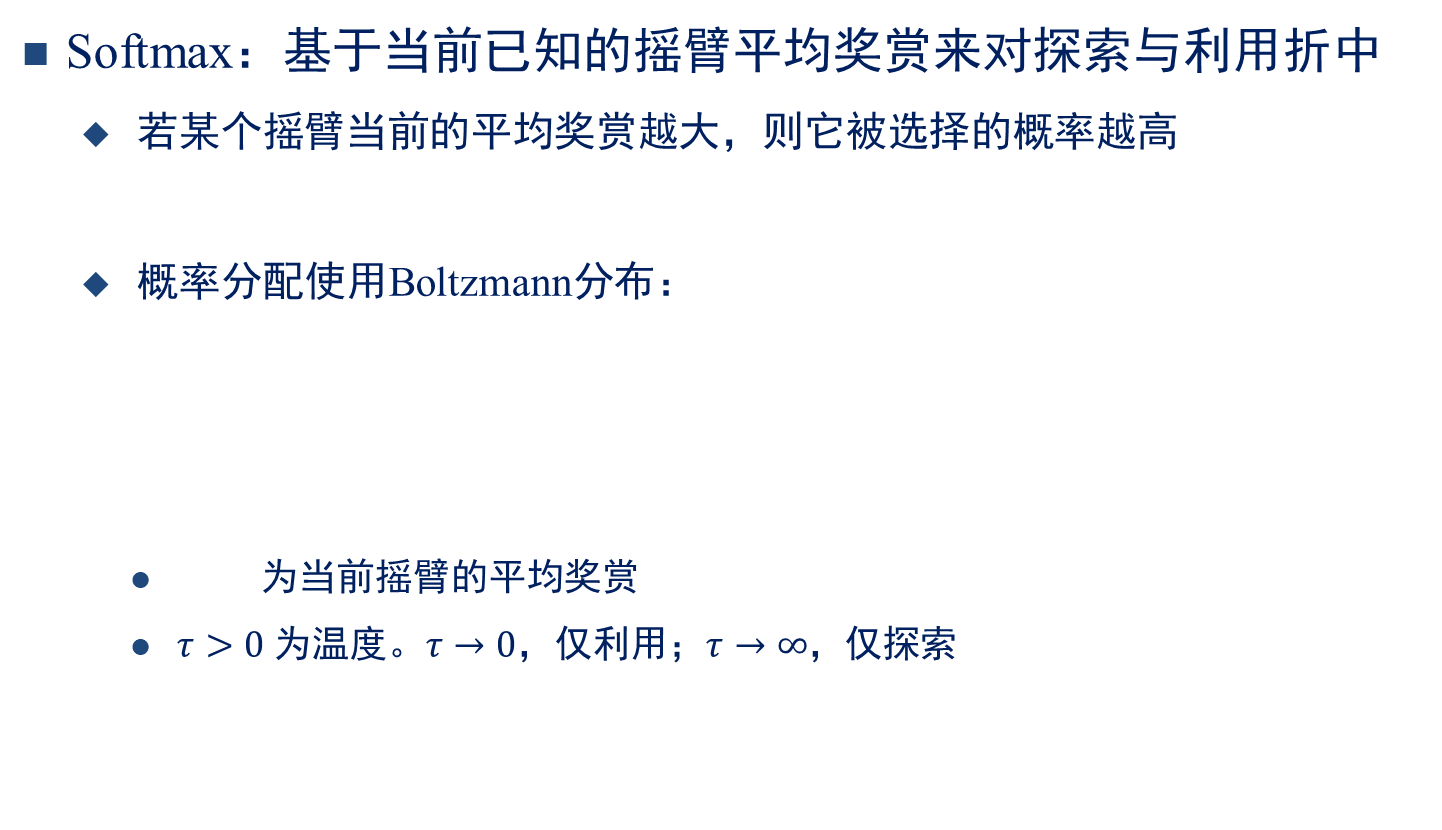 Softmax：基于当前已知的摇臂平均奖赏来对探索与利用折中
若某个摇臂当前的平均奖赏越大，则它被选择的概率越高
概率分配使用Boltzmann分布：
为当前摇臂的平均奖赏
τ > 0 为温度。τ → 0，仅利用；τ → ∞，仅探索